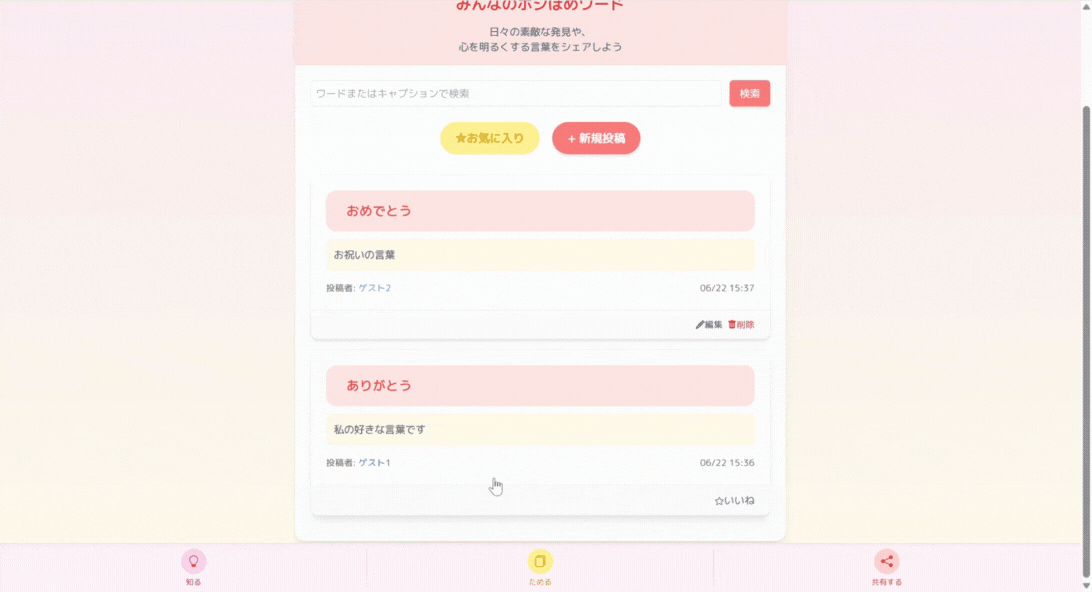 みんなのポジほめワード
日々の素敵な発見や、
心を明るくする言葉をシェアしよう
ワードまたはキャプションで検索
検索
★お気に入り
+ 新規投稿
おめでとう
お祝いの言葉
投稿者: ゲスト2
06/22 15:37
編集 削除
ありがとう
私の好きな言葉です
投稿者: ゲスト1
06/22 15:36
☆いいね
知る
ためる
共有する